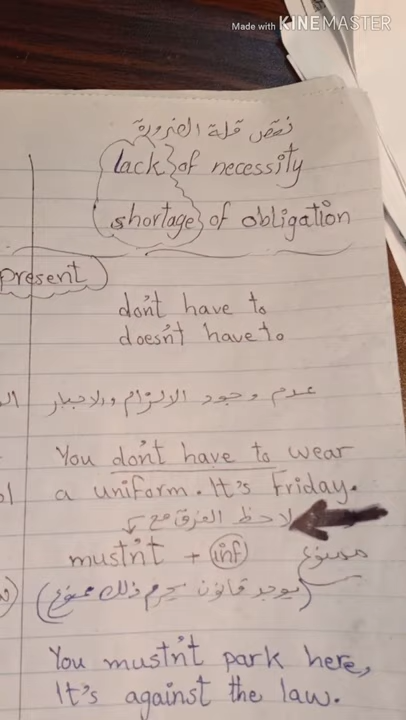 Made with KINEMASTER
نقص قلة الضرورة
lack of necessity
shortage of obligation
present
don't have to
doesn't have to
عدم وجود الالزام والاجبار
You don't have to wear
a uniform. It's Friday.
لاحظ الفرق مع
mustn't + inf ممنوع
(يوجد قانون يحرم ذلك ممنوع)
You mustn't park here,
It's against the law.